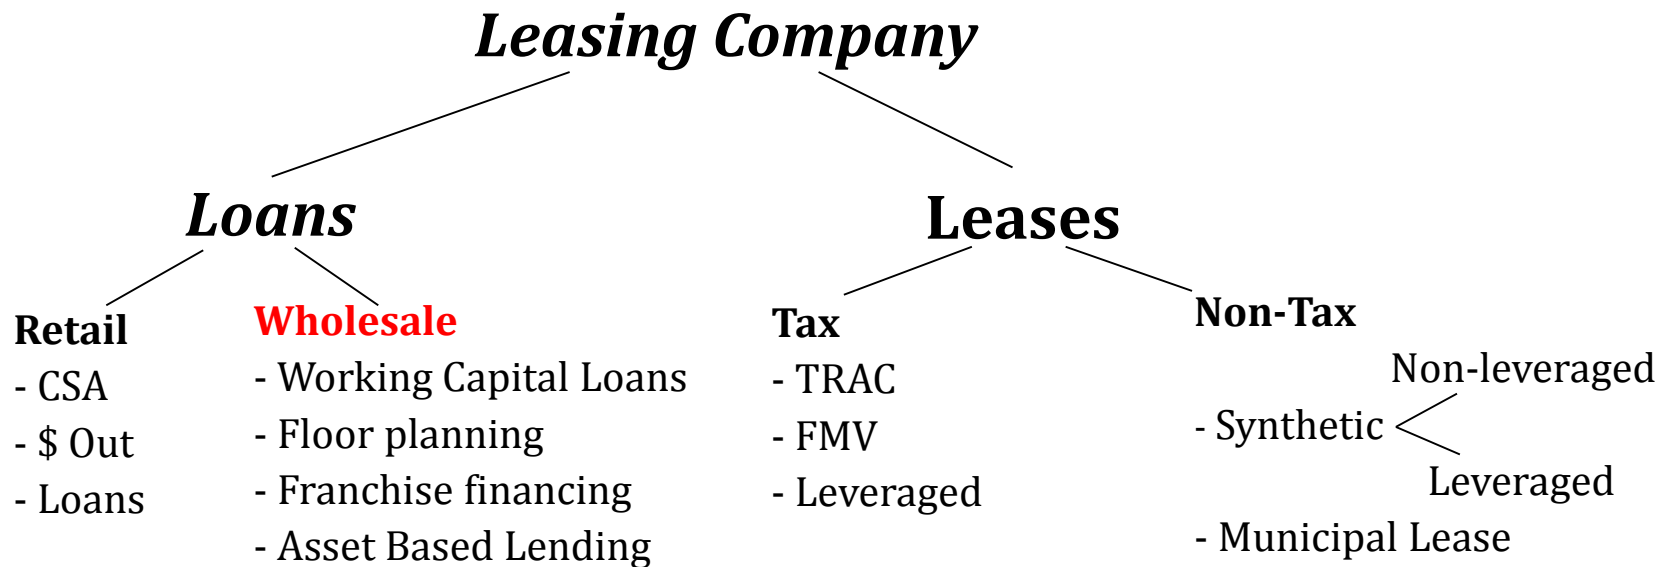 Leasing Company
Loans
Leases
Retail
- CSA
- $ Out
- Loans
Wholesale
- Working Capital Loans
- Floor planning
- Franchise financing
- Asset Based Lending
Tax
- TRAC
- FMV
- Leveraged
Non-Tax
Non-leveraged
- Synthetic
Leveraged
- Municipal Lease